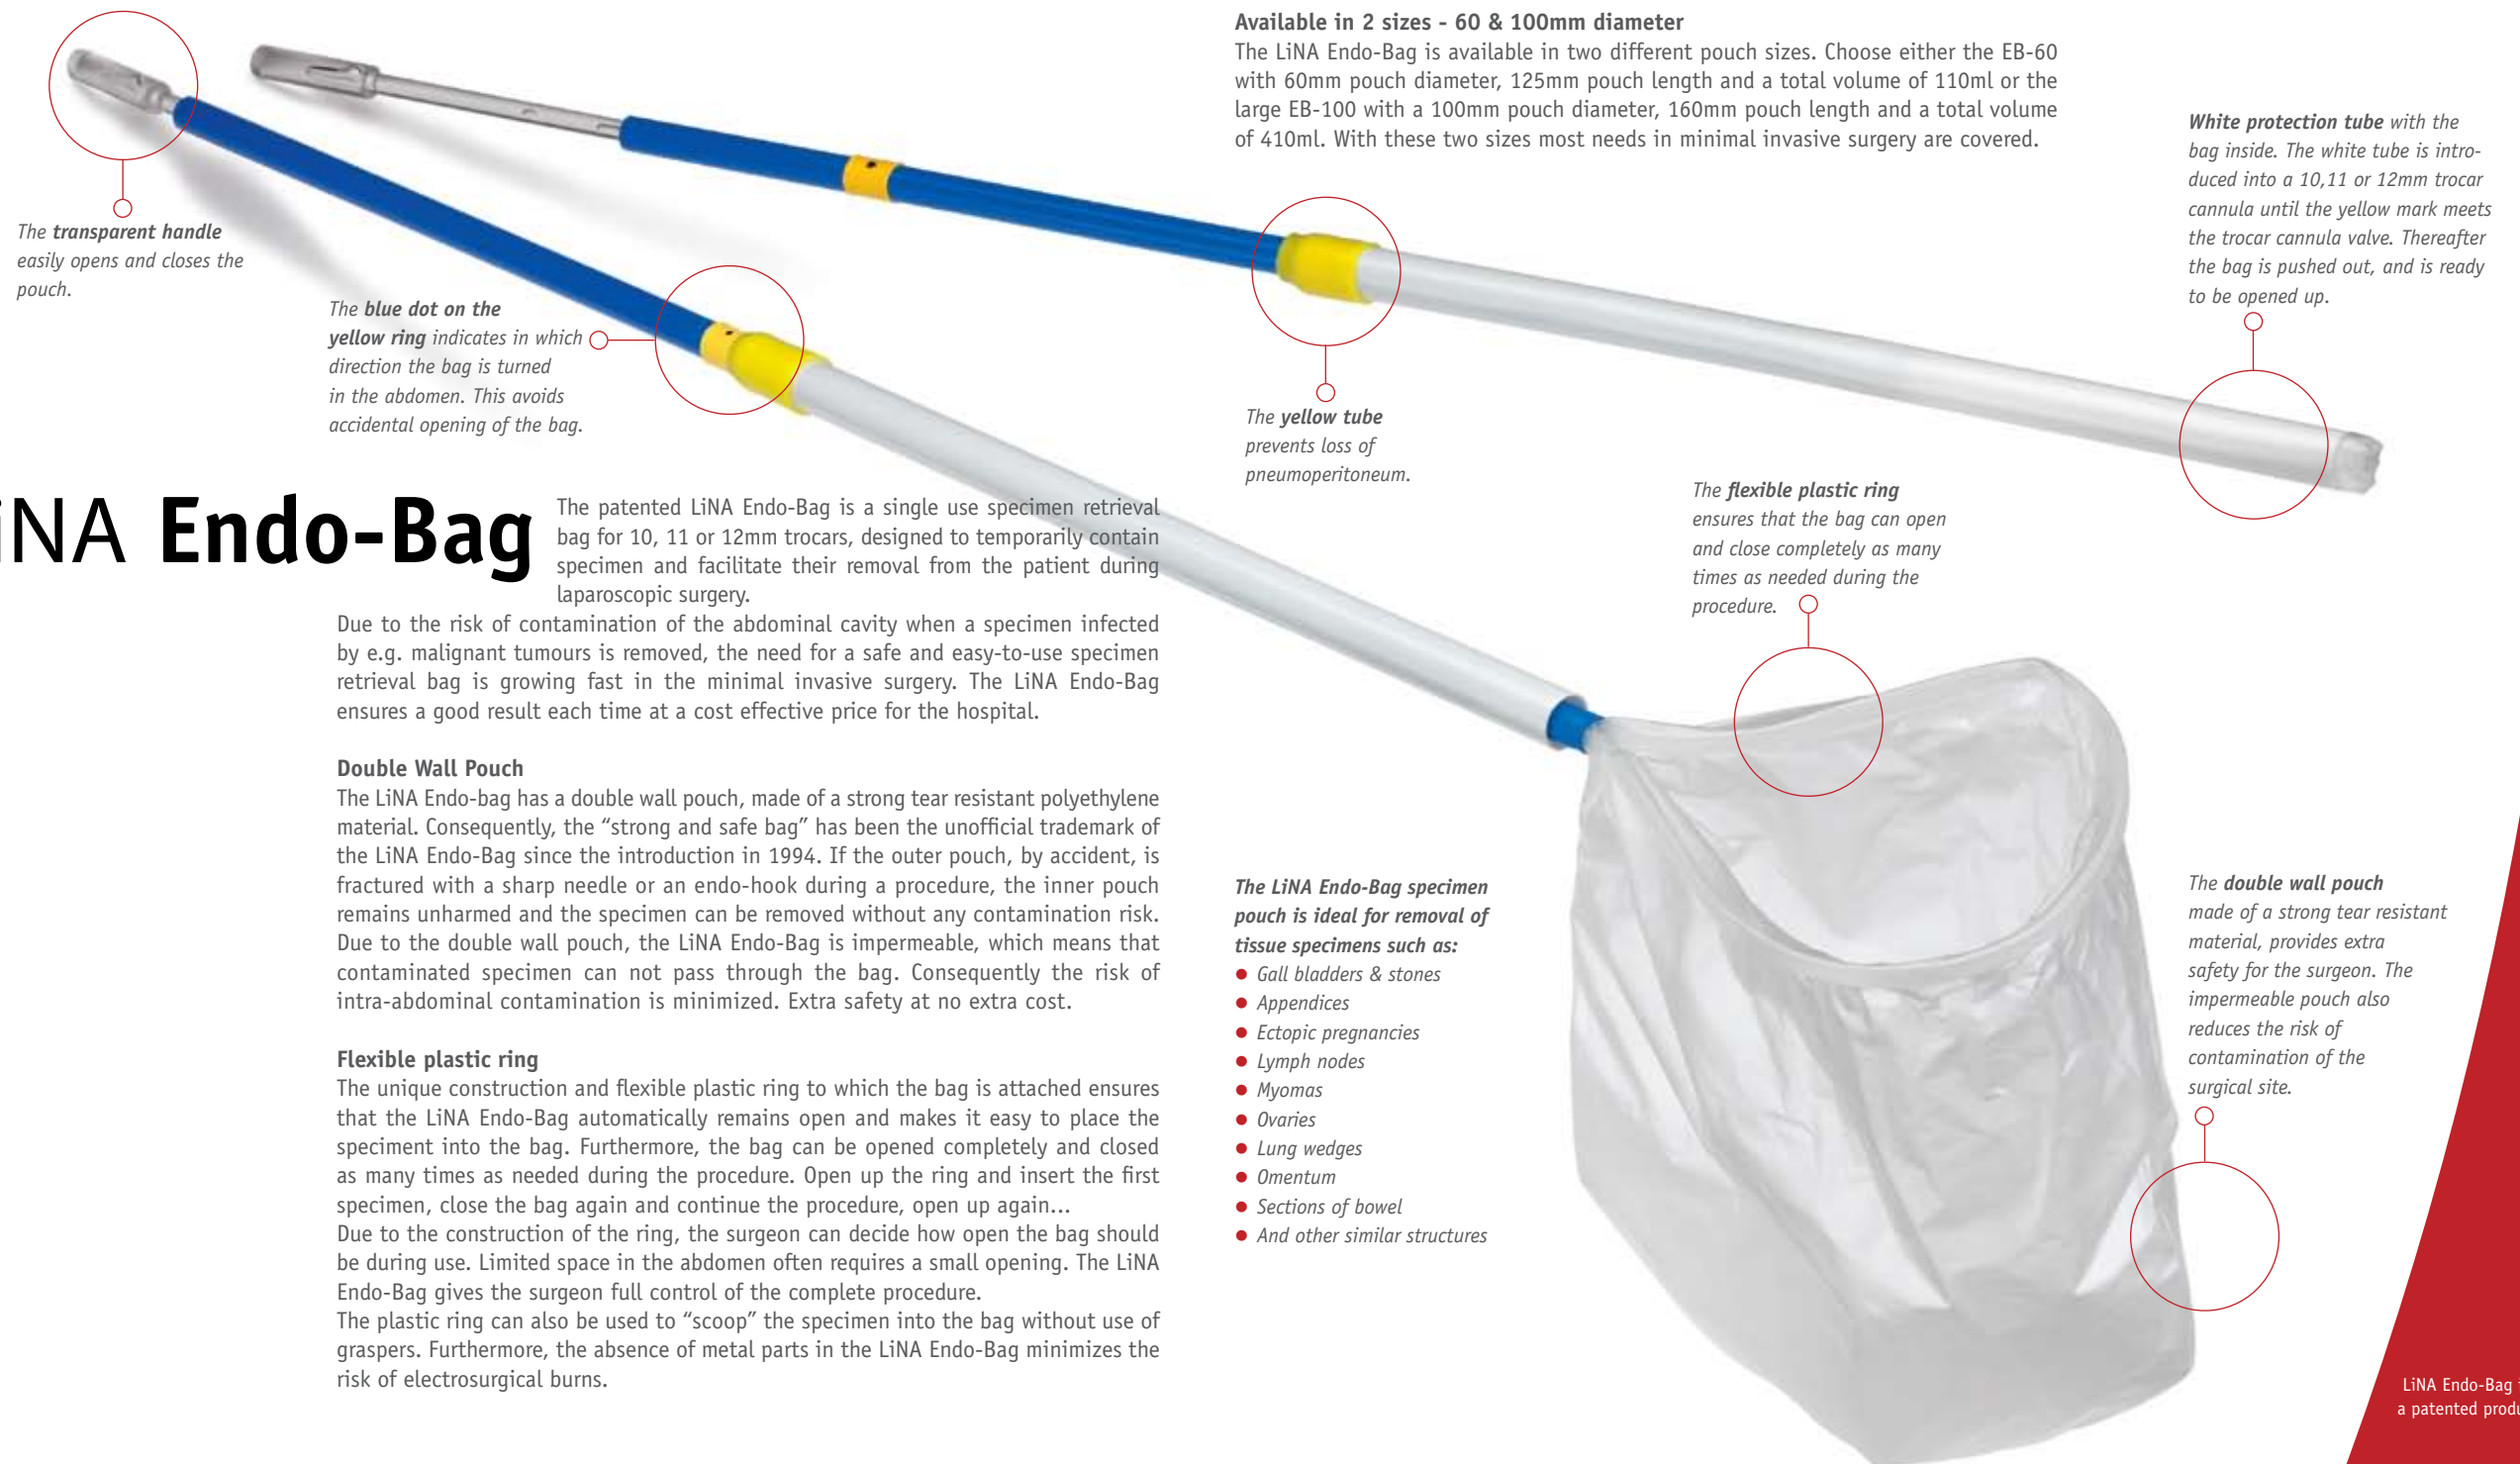 Available in 2 sizes - 60 & 100mm diameter
The LiNA Endo-Bag is available in two different pouch sizes. Choose either the EB-60
with 60mm pouch diameter, 125mm pouch length and a total volume of 110ml or the
large EB-100 with a 100mm pouch diameter, 160mm pouch length and a total volume
of 410ml. With these two sizes most needs in minimal invasive surgery are covered.
White protection tube with the
bag inside. The white tube is intro-
duced into a 10,11 or 12mm trocar
cannula until the yellow mark meets
the trocar cannula valve. Thereafter
the bag is pushed out, and is ready
to be opened up.
The transparent handle
easily opens and closes the
pouch.
The blue dot on the
yellow ring indicates in which
direction the bag is turned
in the abdomen. This avoids
accidental opening of the bag.
The yellow tube
prevents loss of
pneumoperitoneum.
The flexible plastic ring
ensures that the bag can open
and close completely as many
times as needed during the
procedure.
iNA Endo-Bag
The patented LiNA Endo-Bag is a single use specimen retrieval
bag for 10, 11 or 12mm trocars, designed to temporarily contain
specimen and facilitate their removal from the patient during
laparoscopic surgery.
Due to the risk of contamination of the abdominal cavity when a specimen infected
by e.g. malignant tumours is removed, the need for a safe and easy-to-use specimen
retrieval bag is growing fast in the minimal invasive surgery. The LiNA Endo-Bag
ensures a good result each time at a cost effective price for the hospital.
Double Wall Pouch
The LiNA Endo-bag has a double wall pouch, made of a strong tear resistant polyethylene
material. Consequently, the “strong and safe bag” has been the unofficial trademark of
the LiNA Endo-Bag since the introduction in 1994. If the outer pouch, by accident, is
fractured with a sharp needle or an endo-hook during a procedure, the inner pouch
remains unharmed and the specimen can be removed without any contamination risk.
Due to the double wall pouch, the LiNA Endo-Bag is impermeable, which means that
contaminated specimen can not pass through the bag. Consequently the risk of
intra-abdominal contamination is minimized. Extra safety at no extra cost.
Flexible plastic ring
The unique construction and flexible plastic ring to which the bag is attached ensures
that the LiNA Endo-Bag automatically remains open and makes it easy to place the
speciment into the bag. Furthermore, the bag can be opened completely and closed
as many times as needed during the procedure. Open up the ring and insert the first
specimen, close the bag again and continue the procedure, open up again...
Due to the construction of the ring, the surgeon can decide how open the bag should
be during use. Limited space in the abdomen often requires a small opening. The LiNA
Endo-Bag gives the surgeon full control of the complete procedure.
The plastic ring can also be used to “scoop” the specimen into the bag without use of
graspers. Furthermore, the absence of metal parts in the LiNA Endo-Bag minimizes the
risk of electrosurgical burns.
The LiNA Endo-Bag specimen
pouch is ideal for removal of
tissue specimens such as:
● Gall bladders & stones
● Appendices
● Ectopic pregnancies
● Lymph nodes
● Myomas
● Ovaries
● Lung wedges
● Omentum
● Sections of bowel
● And other similar structures
The double wall pouch
made of a strong tear resistant
material, provides extra
safety for the surgeon. The
impermeable pouch also
reduces the risk of
contamination of the
surgical site.
LiNA Endo-Bag i
a patented produ